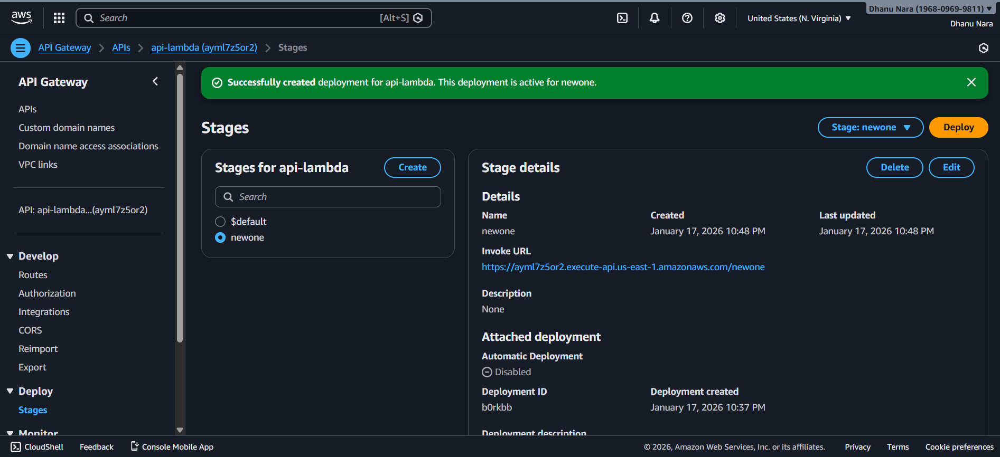 aws
Search [Alt+S]
United States (N. Virginia)
Dhanu Nara (1968-0969-9811)
Dhanu Nara
API Gateway > APIs > api-lambda (ayml7z5or2) > Stages
API Gateway
APIs
Custom domain names
Domain name access associations
VPC links
API: api-lambda...(ayml7z5or2)
Develop
Routes
Authorization
Integrations
CORS
Reimport
Export
Deploy
Stages
Monitor
Successfully created deployment for api-lambda. This deployment is active for newone.
Stages
Stage: newone
Deploy
Stages for api-lambda
Create
Search
$default
newone
Stage details
Delete
Edit
Details
Name
newone
Created
January 17, 2026 10:48 PM
Last updated
January 17, 2026 10:48 PM
Invoke URL
https://ayml7z5or2.execute-api.us-east-1.amazonaws.com/newone
Description
None
Attached deployment
Automatic Deployment
Disabled
Deployment ID
b0rkbb
Deployment created
January 17, 2026 10:37 PM
Deployment description
CloudShell
Feedback
Console Mobile App
© 2026, Amazon Web Services, Inc. or its affiliates.
Privacy
Terms
Cookie preferences